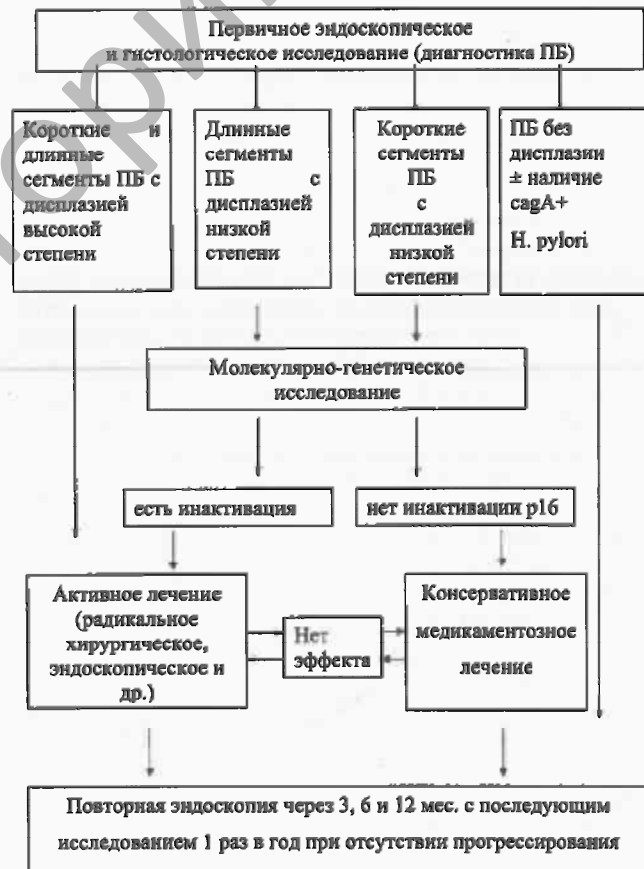 Первичное эндоскопическое
и гистологическое исследование (диагностика ПБ)
Короткие и
длинные
сегменты ПБ с
дисплазией
высокой
степени
Длинные
сегменты
ПБ с
дисплазией
низкой
степени
Короткие
сегменты
ПБ
с
дисплазией
низкой
степени
ПБ без
дисплазии
± наличие
cagA+
H. pylori
Молекулярно-генетическое
исследование
есть инактивация
нет инактивации p16
Активное лечение
(радикальное
хирургическое,
эндоскопическое и
др.)
Нет
эффекта
Консервативное
медикаментозное
лечение
Повторная эндоскопия через 3, 6 и 12 мес. с последующим
исследованием 1 раз в год при отсутствии прогрессирования